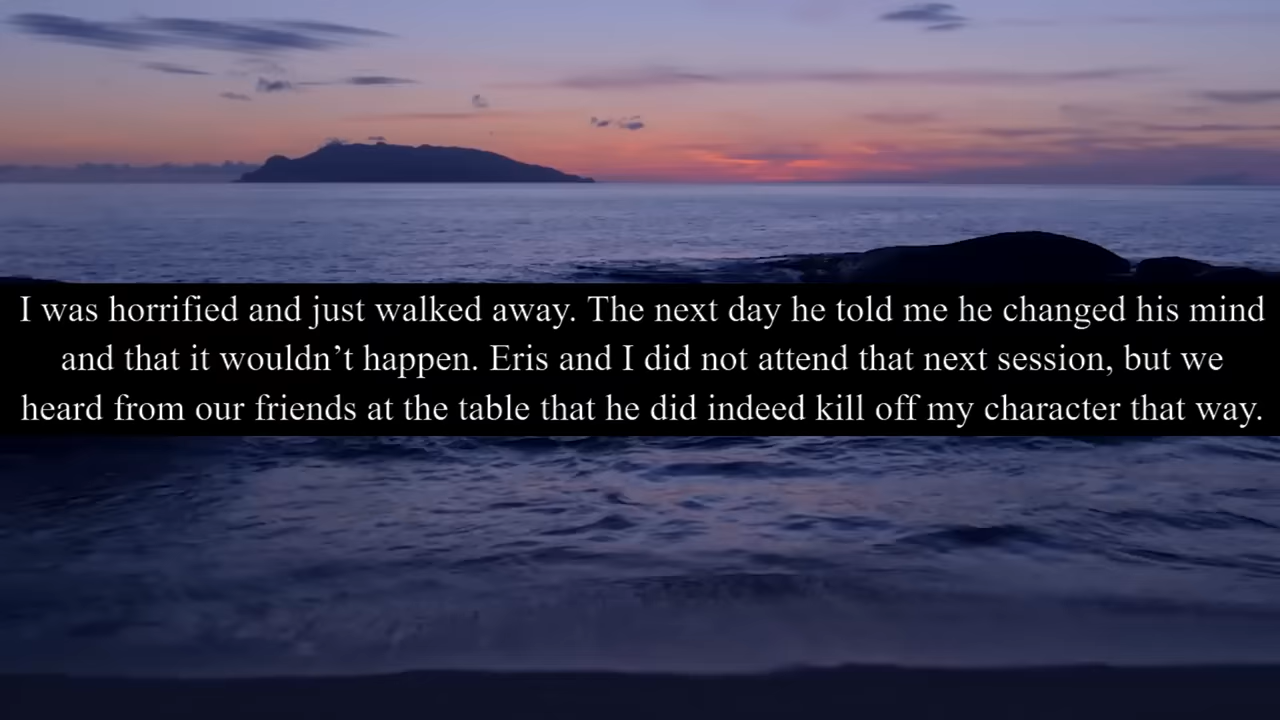 I was horrified and just walked away. The next day he told me he changed his mind
and that it wouldn’t happen. Eris and I did not attend that next session, but we
heard from our friends at the table that he did indeed kill off my character that way.